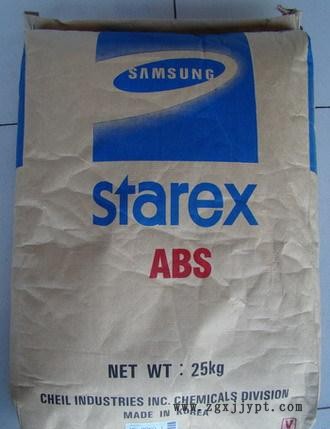 SAMSUNG
starex
ABS
NET WT : 25kg
CHEIL INDUSTRIES INC. CHEMICALS DIVISION
MADE IN KOREA
www.zgxjjypt.com
V